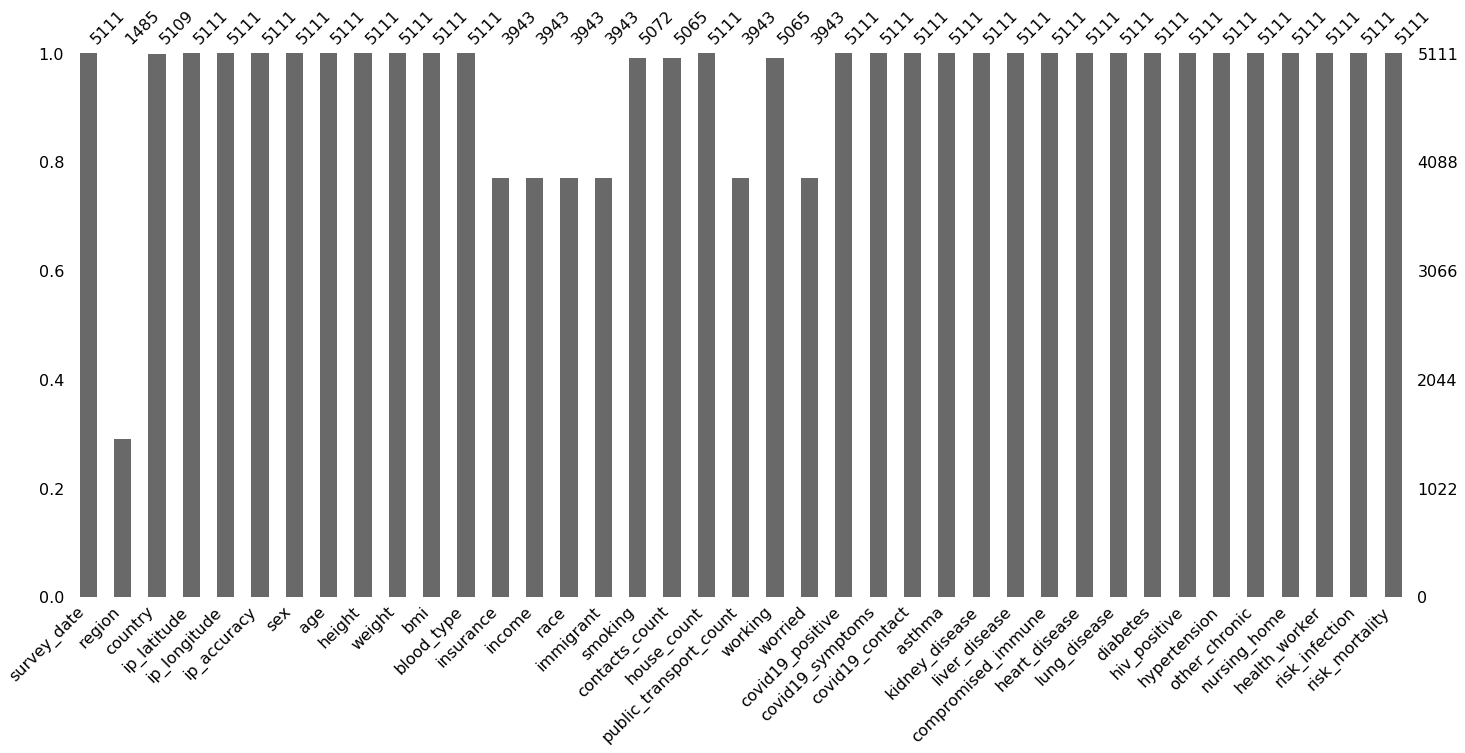 5111 1485 5109 5111 5111 5111 5111 5111 5111 5111 5111 5111 3943 3943 3943 3943 5072 5065 5111 3943 5065 3943 5111 5111 5111 5111 5111 5111 5111 5111 5111 5111 5111 5111 5111 5111 5111 5111 5111
1.0 5111
0.8 4088
0.6 3066
0.4 2044
0.2 1022
0.0 0
survey_date
region
country
ip_latitude
ip_longitude
ip_accuracy
sex
age
height
weight
bmi
blood_type
insurance
income
race
immigrant
smoking
contacts_count
house_count
public_transport_count
working
worried
covid19_positive
covid19_symptoms
covid19_contact
asthma
kidney_disease
liver_disease
compromised_immune
heart_disease
lung_disease
diabetes
hiv_positive
hypertension
other_chronic
nursing_home
health_worker
risk_infection
risk_mortality